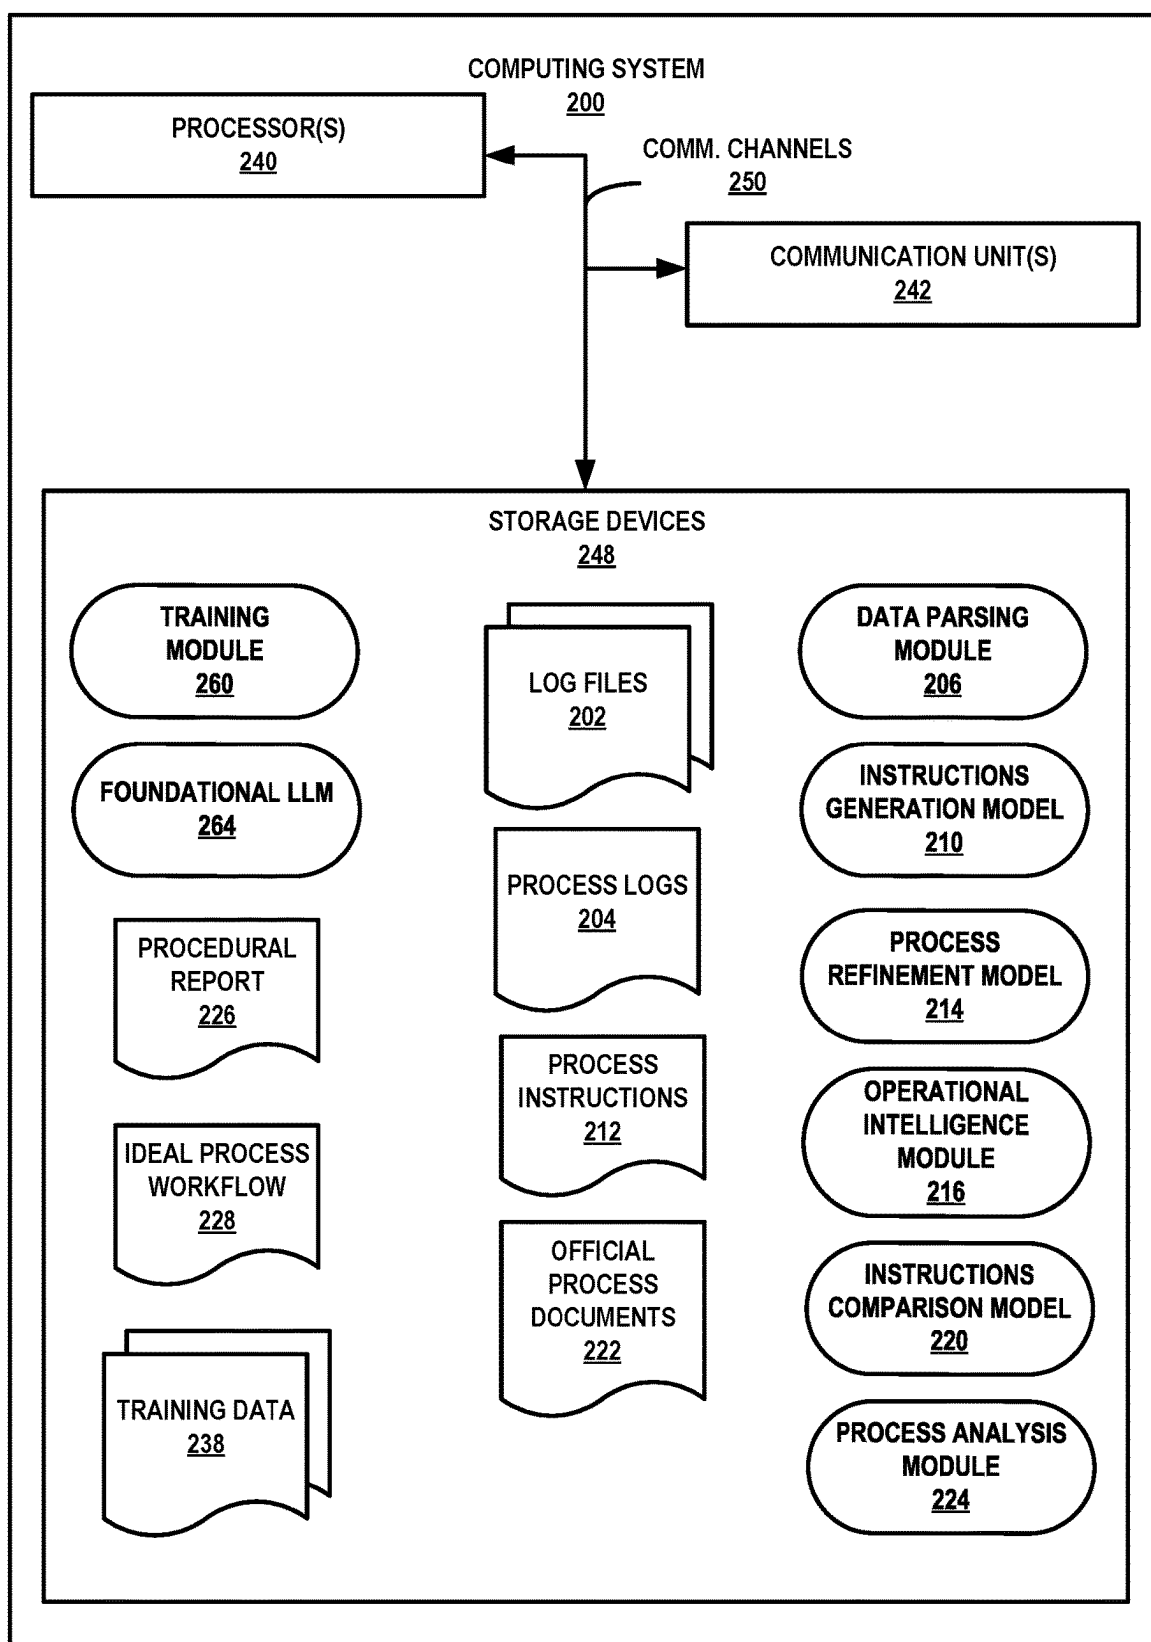 COMPUTING SYSTEM
200
PROCESSOR(S)
240
COMM. CHANNELS
250
COMMUNICATION UNIT(S)
242
STORAGE DEVICES
248
TRAINING
MODULE
260
FOUNDATIONAL LLM
264
PROCEDURAL
REPORT
226
IDEAL PROCESS
WORKFLOW
228
TRAINING DATA
238
LOG FILES
202
PROCESS LOGS
204
PROCESS
INSTRUCTIONS
212
OFFICIAL
PROCESS
DOCUMENTS
222
DATA PARSING
MODULE
206
INSTRUCTIONS
GENERATION MODEL
210
PROCESS
REFINEMENT MODEL
214
OPERATIONAL
INTELLIGENCE
MODULE
216
INSTRUCTIONS
COMPARISON MODEL
220
PROCESS ANALYSIS
MODULE
224